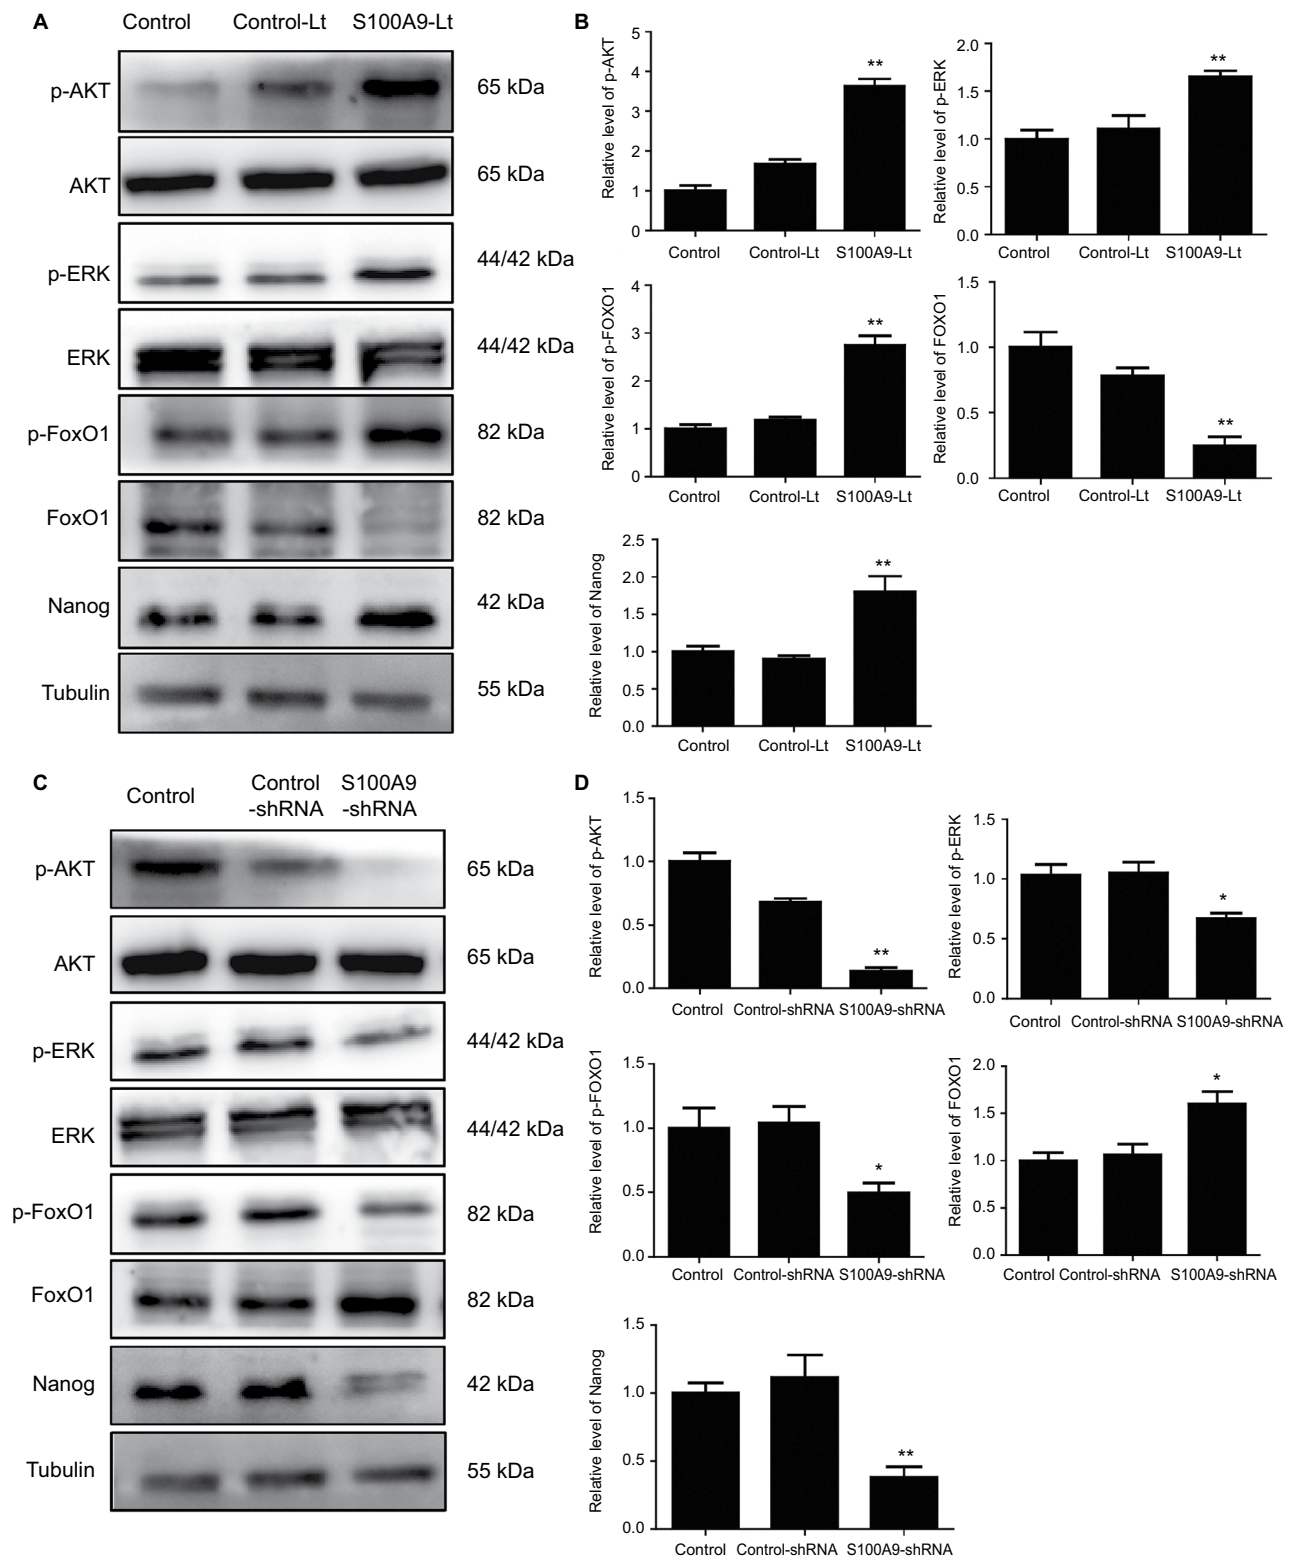 A
Control Control-Lt S100A9-Lt
p-AKT 65 kDa
AKT 65 kDa
p-ERK 44/42 kDa
ERK 44/42 kDa
p-FoxO1 82 kDa
FoxO1 82 kDa
Nanog 42 kDa
Tubulin 55 kDa
B
Relative level of p-AKT
5
4
3
2
1
0
**
Control Control-Lt S100A9-Lt
Relative level of p-ERK
2.0
1.5
1.0
0.5
0.0
**
Control Control-Lt S100A9-Lt
Relative level of p-FOXO1
4
3
2
1
0
**
Control Control-Lt S100A9-Lt
Relative level of FOXO1
1.5
1.0
0.5
0.0
**
Control Control-Lt S100A9-Lt
Relative level of Nanog
2.5
2.0
1.5
1.0
0.5
0.0
**
Control Control-Lt S100A9-Lt
C
Control Control -shRNA S100A9 -shRNA
p-AKT 65 kDa
AKT 65 kDa
p-ERK 44/42 kDa
ERK 44/42 kDa
p-FoxO1 82 kDa
FoxO1 82 kDa
Nanog 42 kDa
Tubulin 55 kDa
D
Relative level of p-AKT
1.5
1.0
0.5
0.0
**
Control Control-shRNA S100A9-shRNA
Relative level of p-ERK
1.5
1.0
0.5
0.0
*
Control Control-shRNA S100A9-shRNA
Relative level of p-FOXO1
1.5
1.0
0.5
0.0
*
Control Control-shRNA S100A9-shRNA
Relative level of FOXO1
2.0
1.5
1.0
0.5
0.0
*
Control Control-shRNA S100A9-shRNA
Relative level of Nanog
1.5
1.0
0.5
0.0
**
Control Control-shRNA S100A9-shRNA